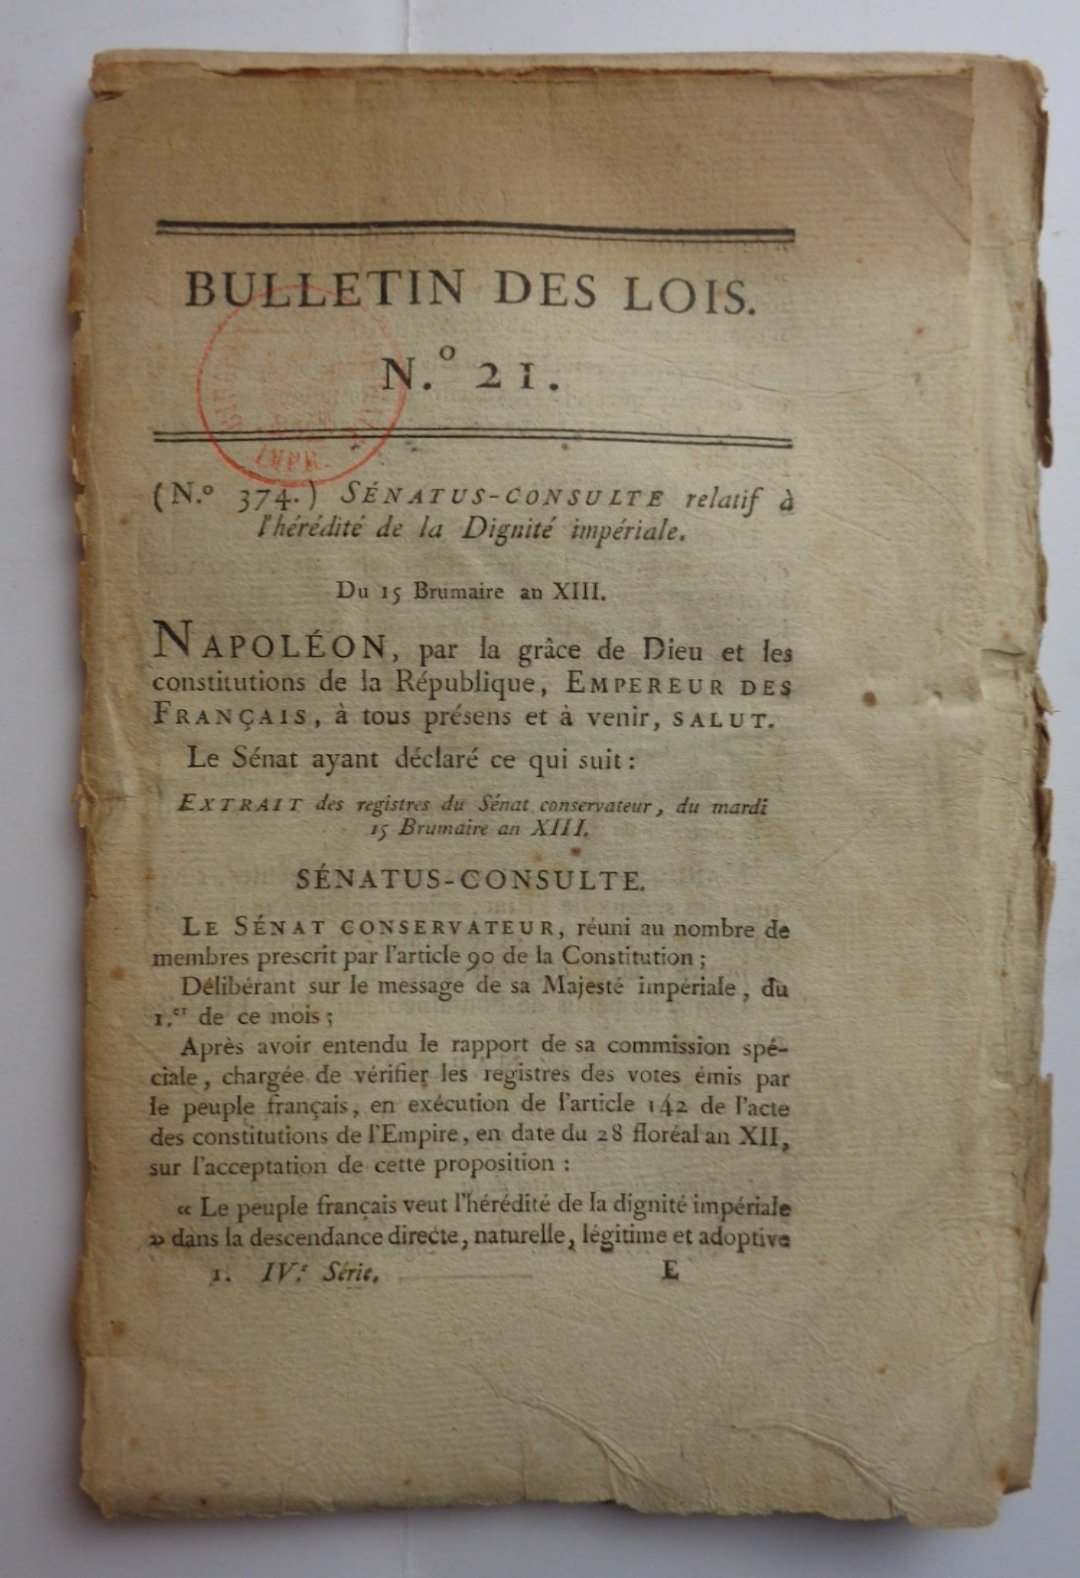 BULLETIN DES LOIS.
N.º 21.
IMPR.
(N.º 374.) SÉNATUS-CONSULTE relatif à
l'hérédité de la Dignité impériale.
Du 15 Brumaire an XIII.
NAPOLÉON, par la grâce de Dieu et les
constitutions de la République, EMPEREUR DES
FRANÇAIS, à tous présens et à venir, SALUT.
Le Sénat ayant déclaré ce qui suit :
EXTRAIT des registres du Sénat conservateur, du mardi
15 Brumaire an XIII.
SÉNATUS-CONSULTE.
LE SÉNAT CONSERVATEUR, réuni au nombre de
membres prescrit par l'article 90 de la Constitution ;
Délibérant sur le message de sa Majesté impériale, du
1.er de ce mois ;
Après avoir entendu le rapport de sa commission spé-
ciale, chargée de vérifier les registres des votes émis par
le peuple français, en exécution de l'article 142 de l'acte
des constitutions de l'Empire, en date du 28 floréal an XII,
sur l'acceptation de cette proposition :
« Le peuple français veut l'hérédité de la dignité impériale
» dans la descendance directe, naturelle, légitime et adoptive
1. IV.e Série. E